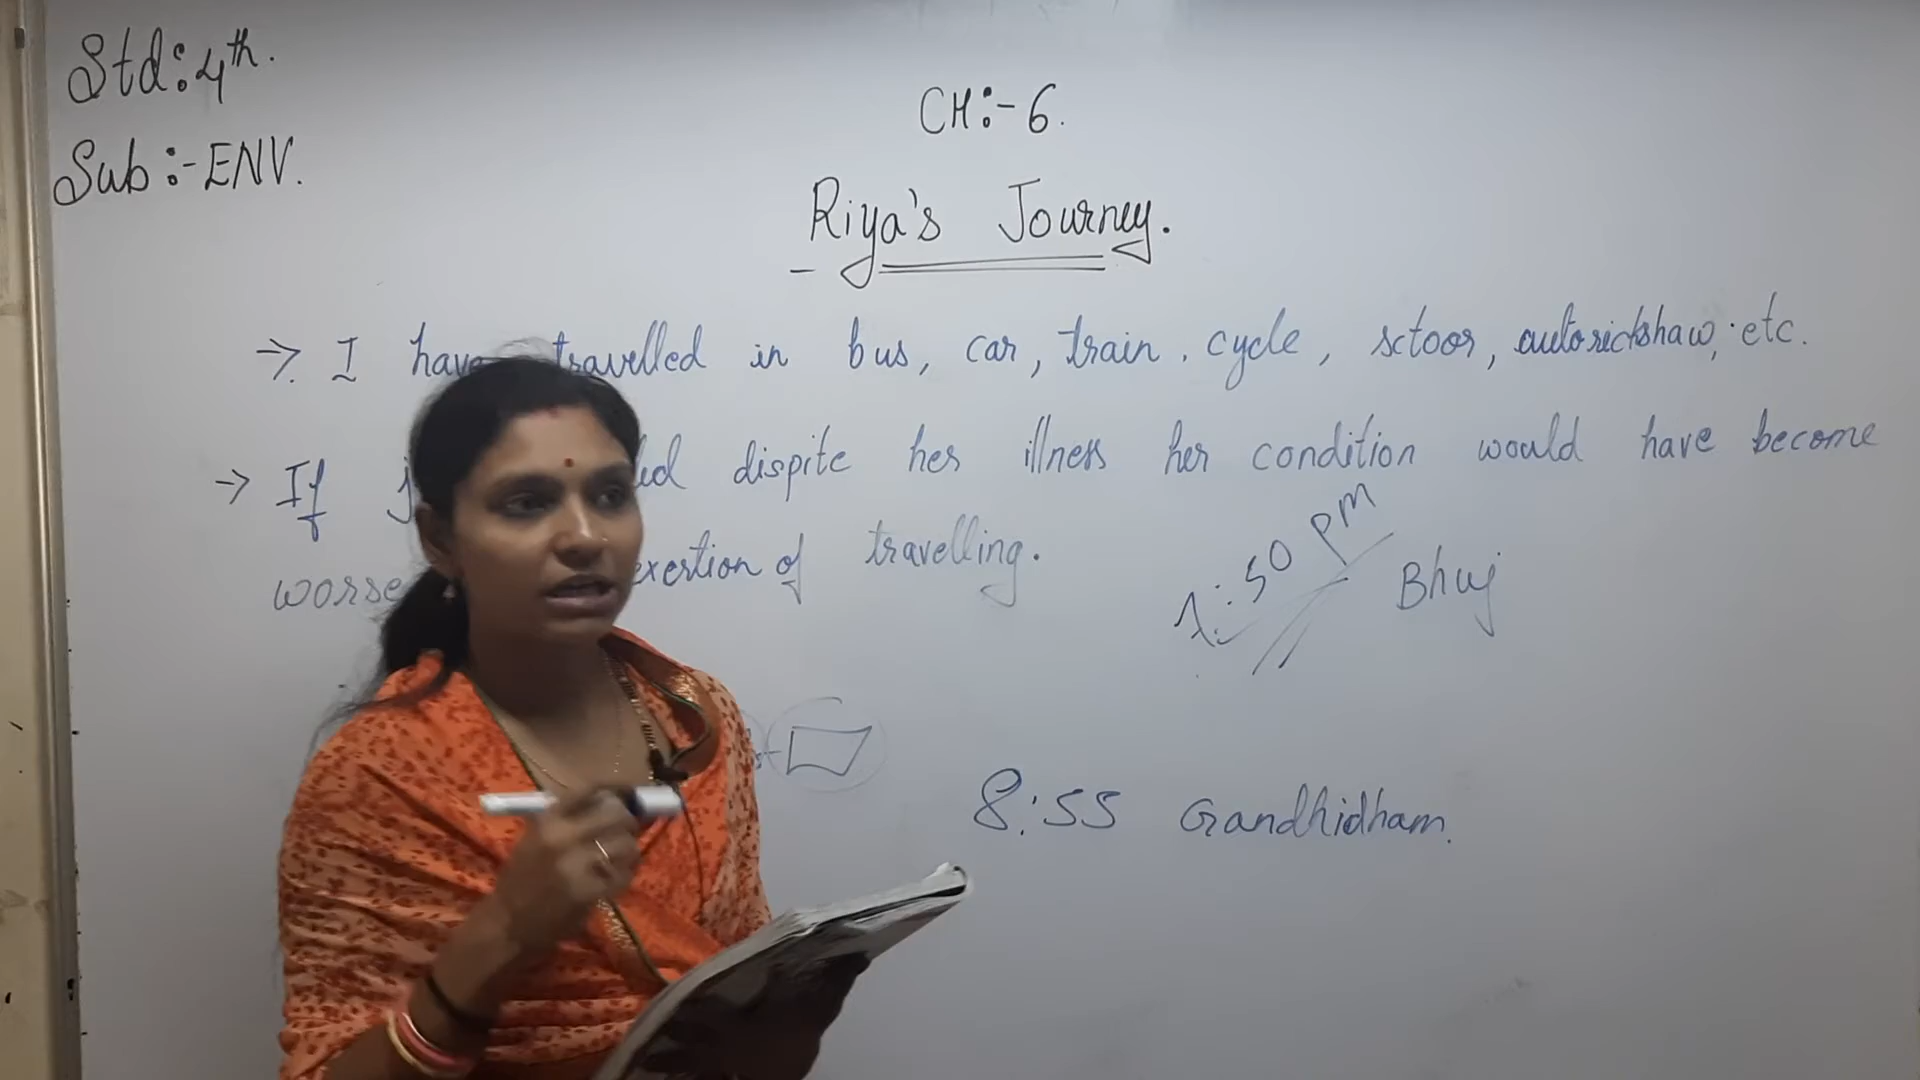 Std:4th.
Sub:-ENV.
CH:-6.
Riya's Journey.
→ I have travelled in bus, car, train. cycle, sctoor, autorickshaw, etc.
→ If dispite her illness her condition would have become
worse exertion of travelling.
1:50 PM Bhuj
8:55 Gandhidham.